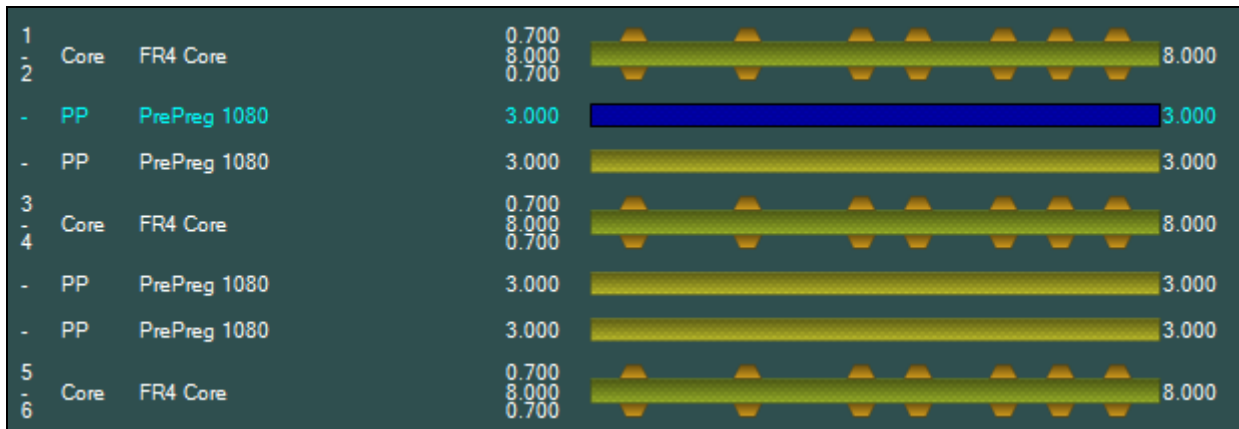 1 - 2 Core FR4 Core 0.700 8.000 0.700 8.000
- PP PrePreg 1080 3.000 3.000
- PP PrePreg 1080 3.000 3.000
3 - 4 Core FR4 Core 0.700 8.000 0.700 8.000
- PP PrePreg 1080 3.000 3.000
- PP PrePreg 1080 3.000 3.000
5 - 6 Core FR4 Core 0.700 8.000 0.700 8.000